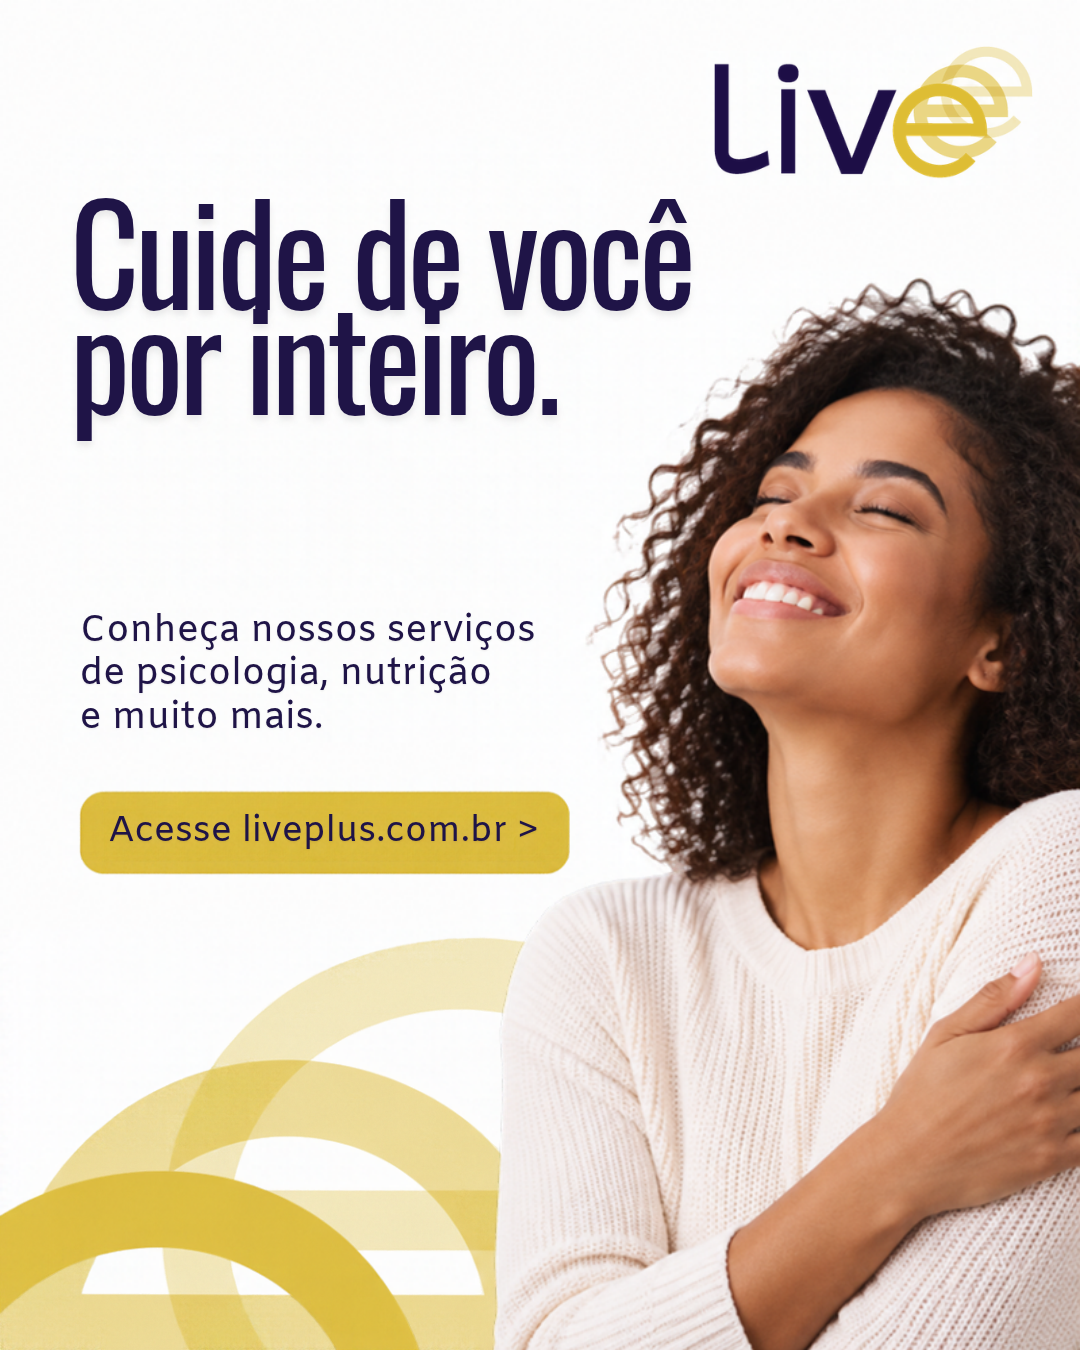 Live
Cuide de você
por inteiro.
Conheça nossos serviços
de psicologia, nutrição
e muito mais.
Acesse liveplus.com.br >